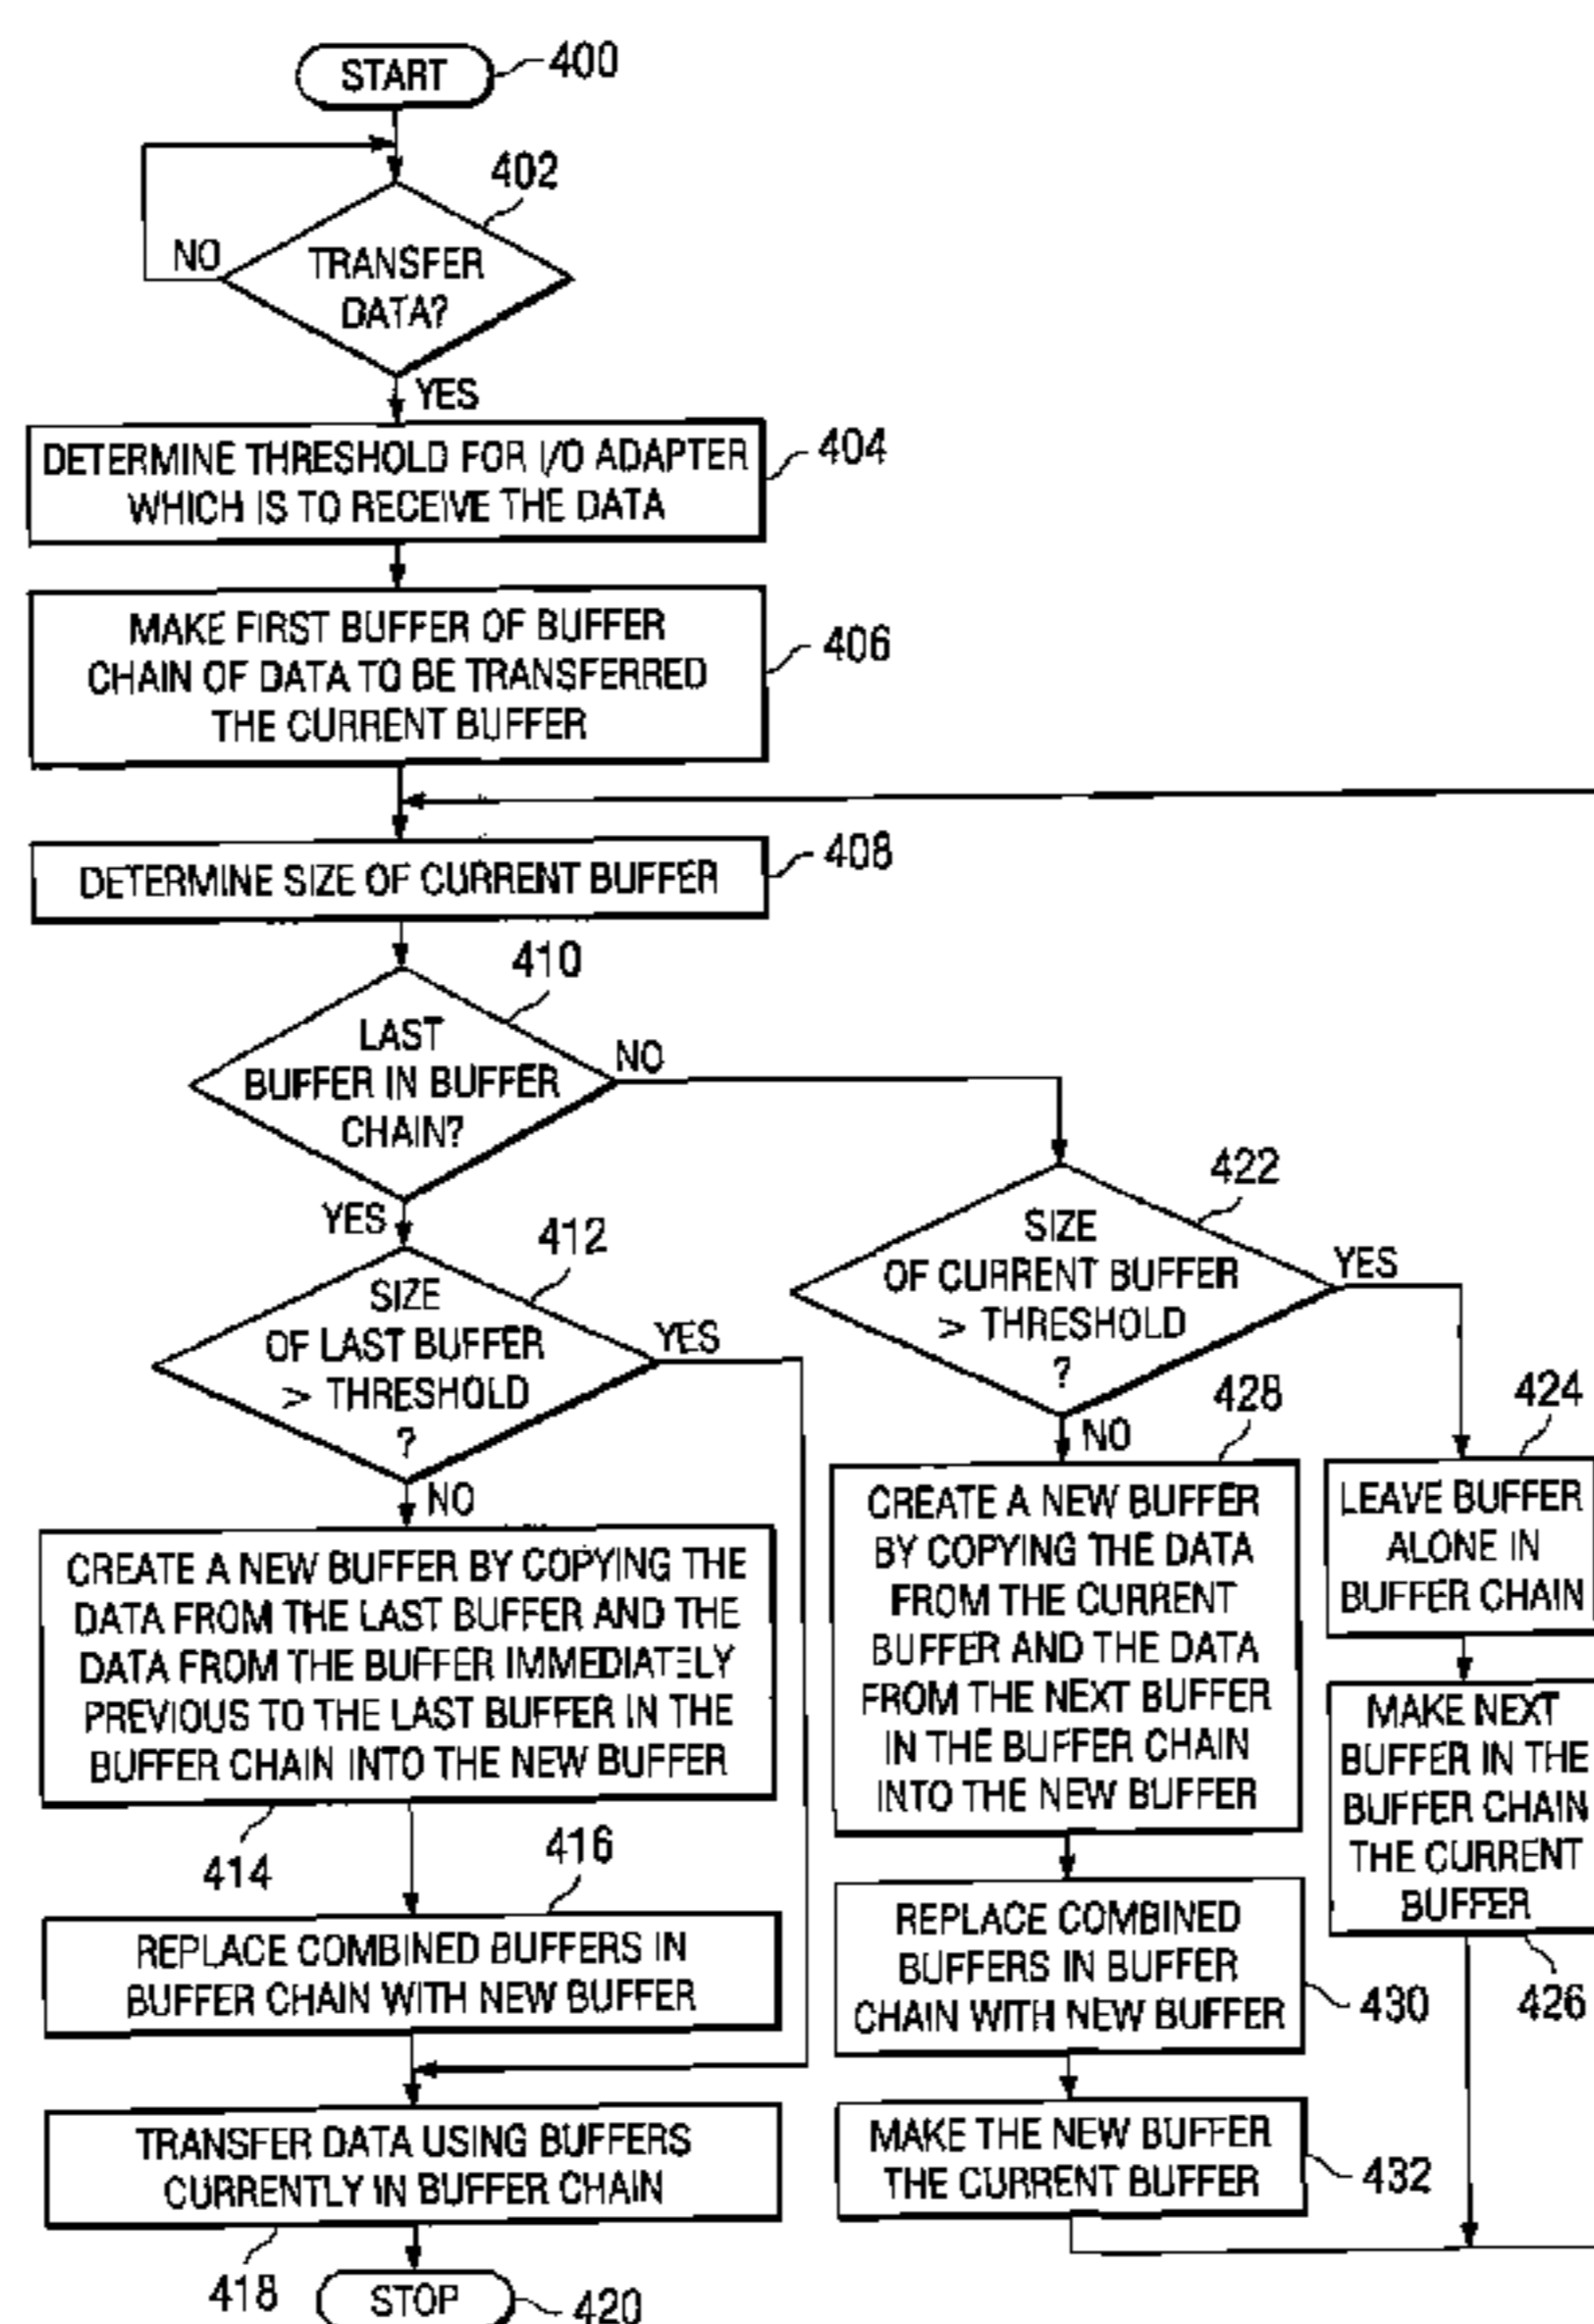 START
400
402
NO
TRANSFER
DATA?
YES
DETERMINE THRESHOLD FOR I/O ADAPTER
WHICH IS TO RECEIVE THE DATA
404
MAKE FIRST BUFFER OF BUFFER
CHAIN OF DATA TO BE TRANSFERRED
THE CURRENT BUFFER
406
DETERMINE SIZE OF CURRENT BUFFER
408
410
LAST
BUFFER IN BUFFER
CHAIN?
NO
YES
412
SIZE
OF LAST BUFFER
> THRESHOLD
?
YES
NO
CREATE A NEW BUFFER BY COPYING THE
DATA FROM THE LAST BUFFER AND THE
DATA FROM THE BUFFER IMMEDIATELY
PREVIOUS TO THE LAST BUFFER IN THE
BUFFER CHAIN INTO THE NEW BUFFER
414
416
REPLACE COMBINED BUFFERS IN
BUFFER CHAIN WITH NEW BUFFER
TRANSFER DATA USING BUFFERS
CURRENTLY IN BUFFER CHAIN
418
STOP
420
422
SIZE
OF CURRENT BUFFER
> THRESHOLD
?
YES
NO
428
CREATE A NEW BUFFER
BY COPYING THE DATA
FROM THE CURRENT
BUFFER AND THE DATA
FROM THE NEXT BUFFER
IN THE BUFFER CHAIN
INTO THE NEW BUFFER
REPLACE COMBINED
BUFFERS IN BUFFER
CHAIN WITH NEW BUFFER
430
MAKE THE NEW BUFFER
THE CURRENT BUFFER
432
424
LEAVE BUFFER
ALONE IN
BUFFER CHAIN
MAKE NEXT
BUFFER IN THE
BUFFER CHAIN
THE CURRENT
BUFFER
426